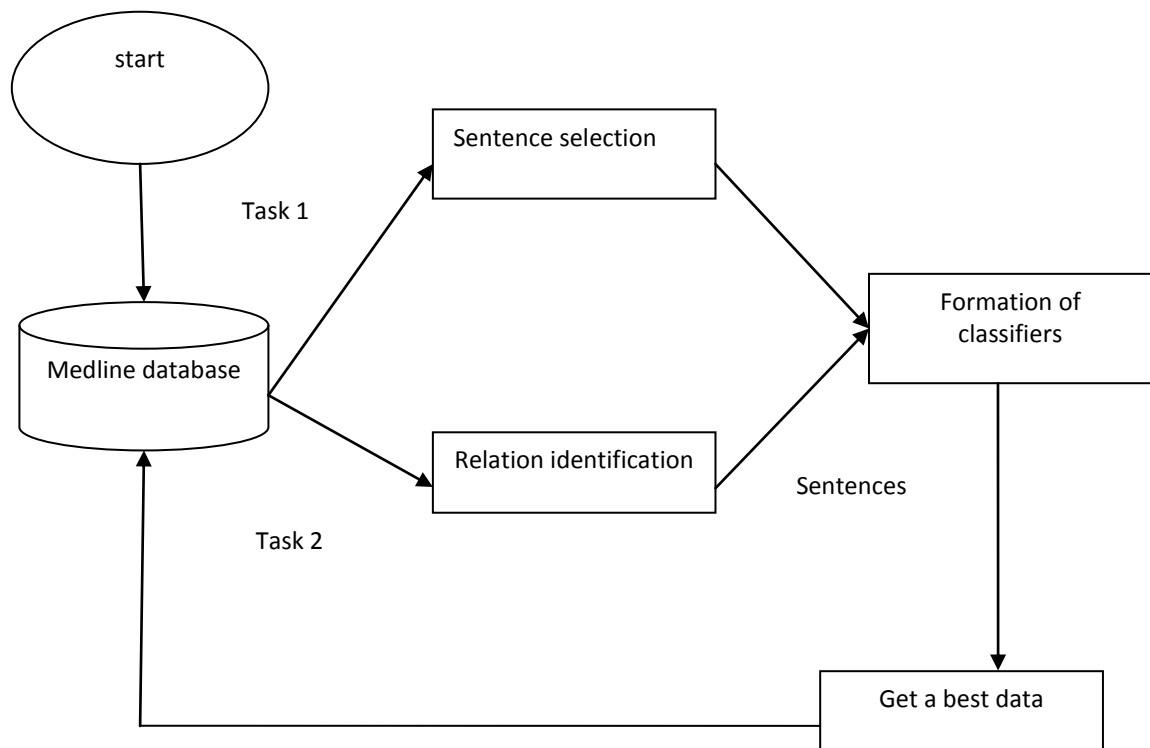 start
Sentence selection
Task 1
Formation of
classifiers
Medline database
Relation identification
Sentences
Task 2
Get a best data